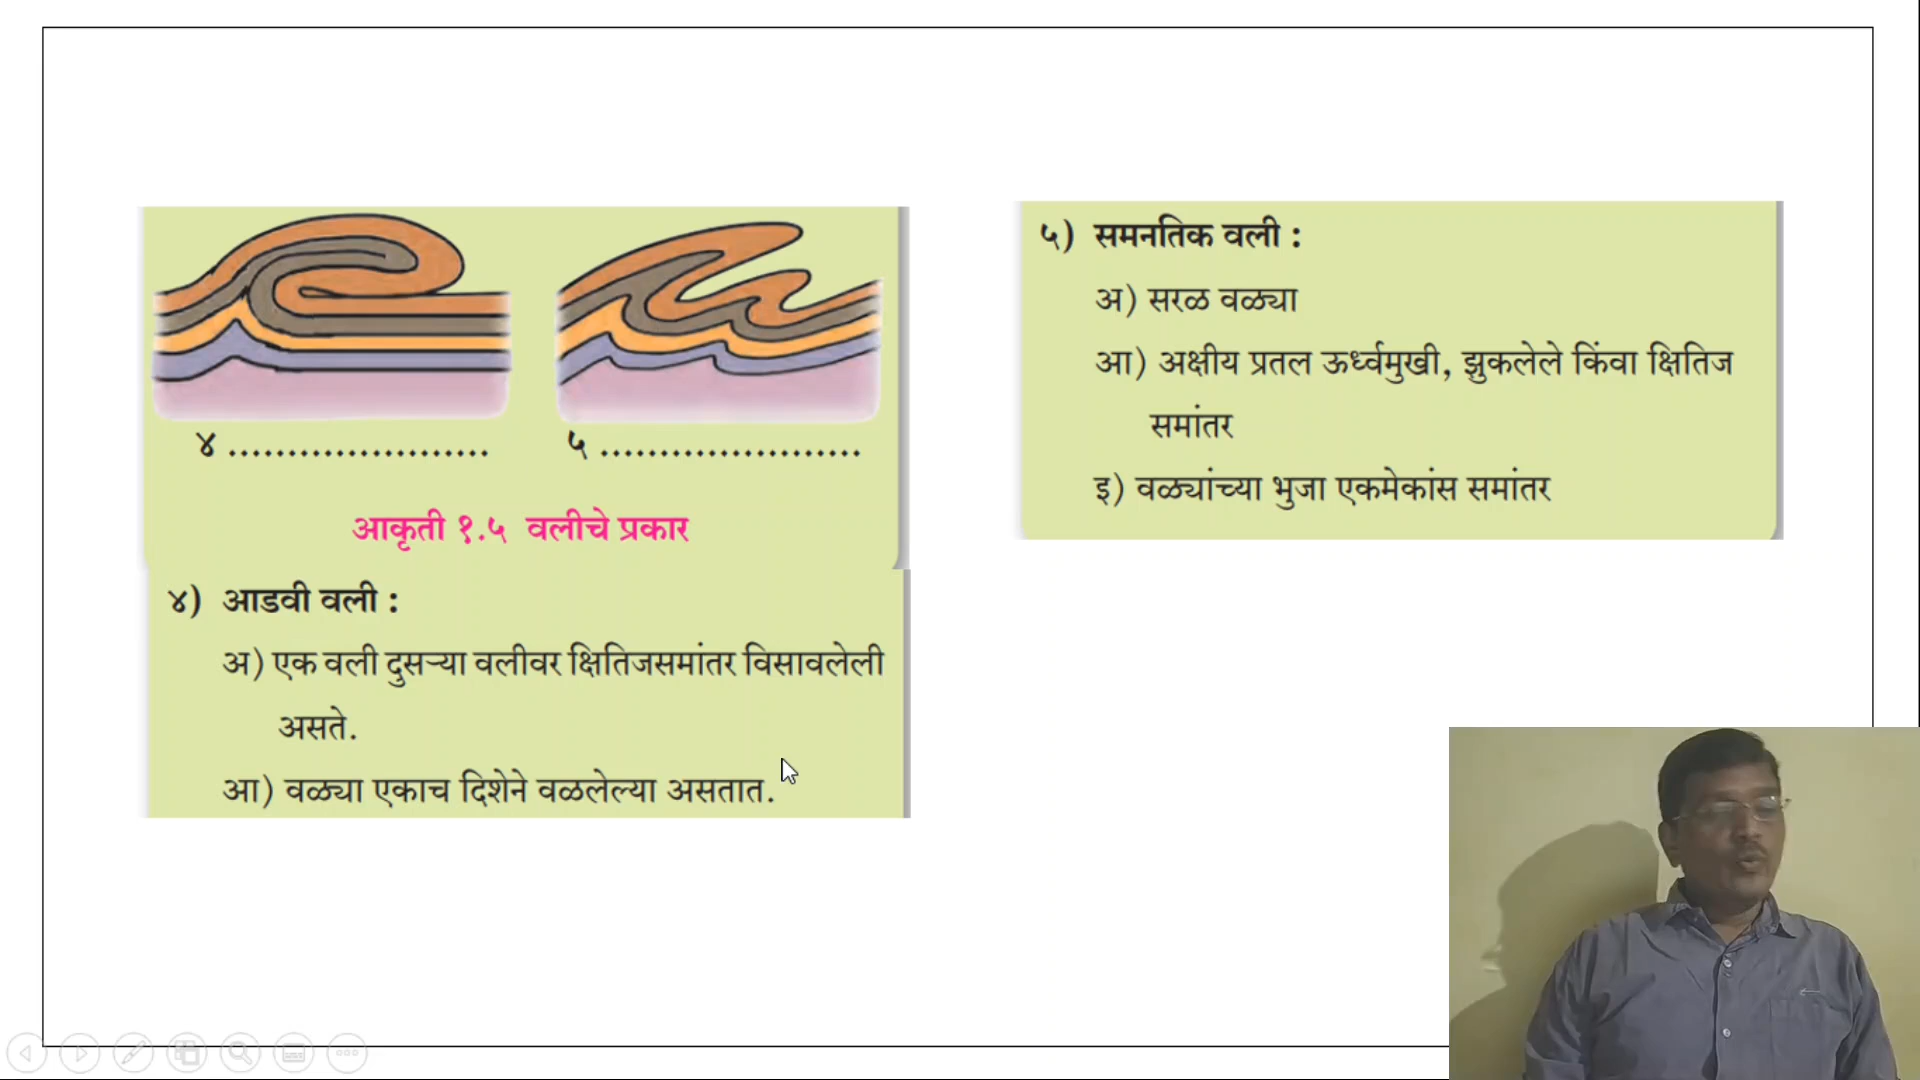 ४ ......................
५ ......................
आकृती १.५ वलीचे प्रकार
४) आडवी वली :
अ) एक वली दुसऱ्या वलीवर क्षितिजसमांतर विसावलेली
असते.
आ) वळ्या एकाच दिशेने वळलेल्या असतात.
५) समनतिक वली :
अ) सरळ वळ्या
आ) अक्षीय प्रतल ऊर्ध्वमुखी, झुकलेले किंवा क्षितिज
समांतर
इ) वळ्यांच्या भुजा एकमेकांस समांतर